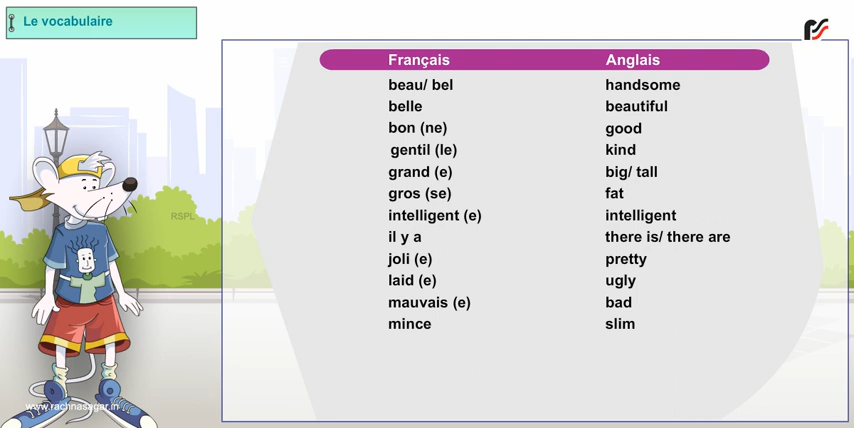 Le vocabulaire
Français Anglais
beau/ bel handsome
belle beautiful
bon (ne) good
gentil (le) kind
grand (e) big/ tall
gros (se) fat
intelligent (e) intelligent
il y a there is/ there are
joli (e) pretty
laid (e) ugly
mauvais (e) bad
mince slim
RSPL
www.rachnasagar.in